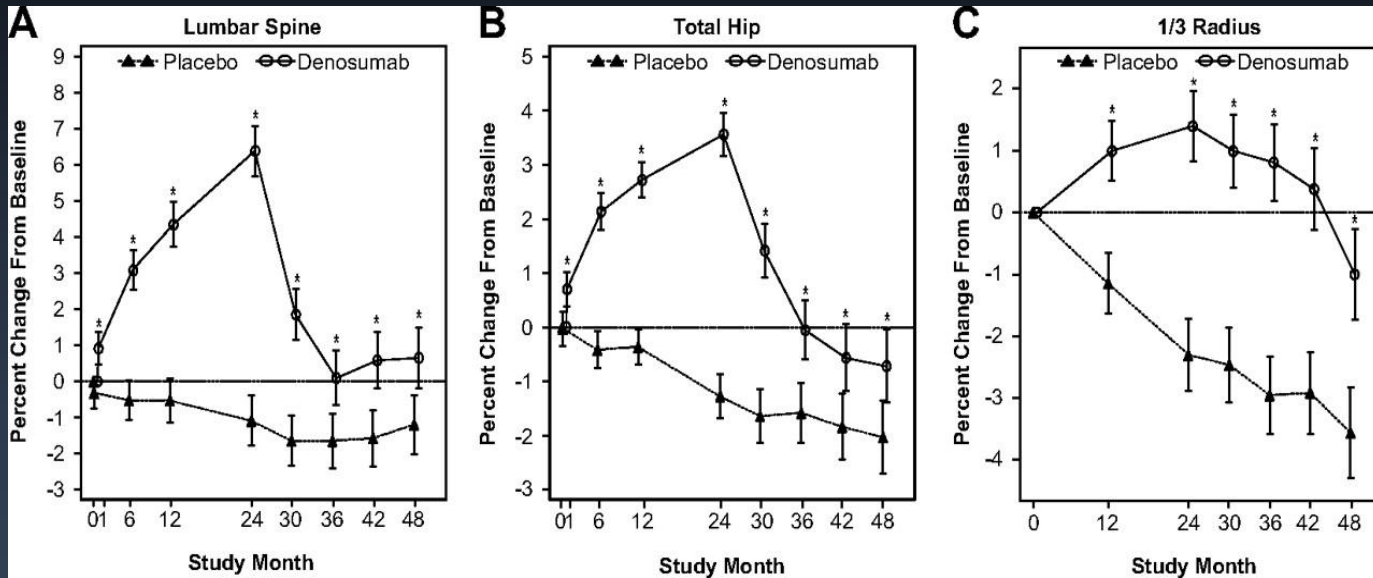 A
Lumbar Spine
Placebo Denosumab
Percent Change From Baseline
9
8
7
6
5
4
3
2
1
0
-1
-2
-3
* * * * * * * *
01 6 12 24 30 36 42 48
Study Month
B
Total Hip
Placebo Denosumab
Percent Change From Baseline
5
4
3
2
1
0
-1
-2
-3
* * * * * * * *
01 6 12 24 30 36 42 48
Study Month
C
1/3 Radius
Placebo Denosumab
Percent Change From Baseline
2
1
0
-1
-2
-3
-4
* * * * * *
0 12 24 30 36 42 48
Study Month